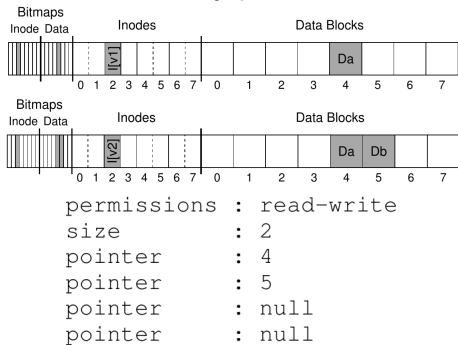 Bitmaps
Inode Data Inodes Data Blocks
I[v1] Da
0 1 2 3 4 5 6 7 0 1 2 3 4 5 6 7
Bitmaps
Inode Data Inodes Data Blocks
I[v2] Da Db
0 1 2 3 4 5 6 7 0 1 2 3 4 5 6 7
permissions : read-write
size : 2
pointer : 4
pointer : 5
pointer : null
pointer : null